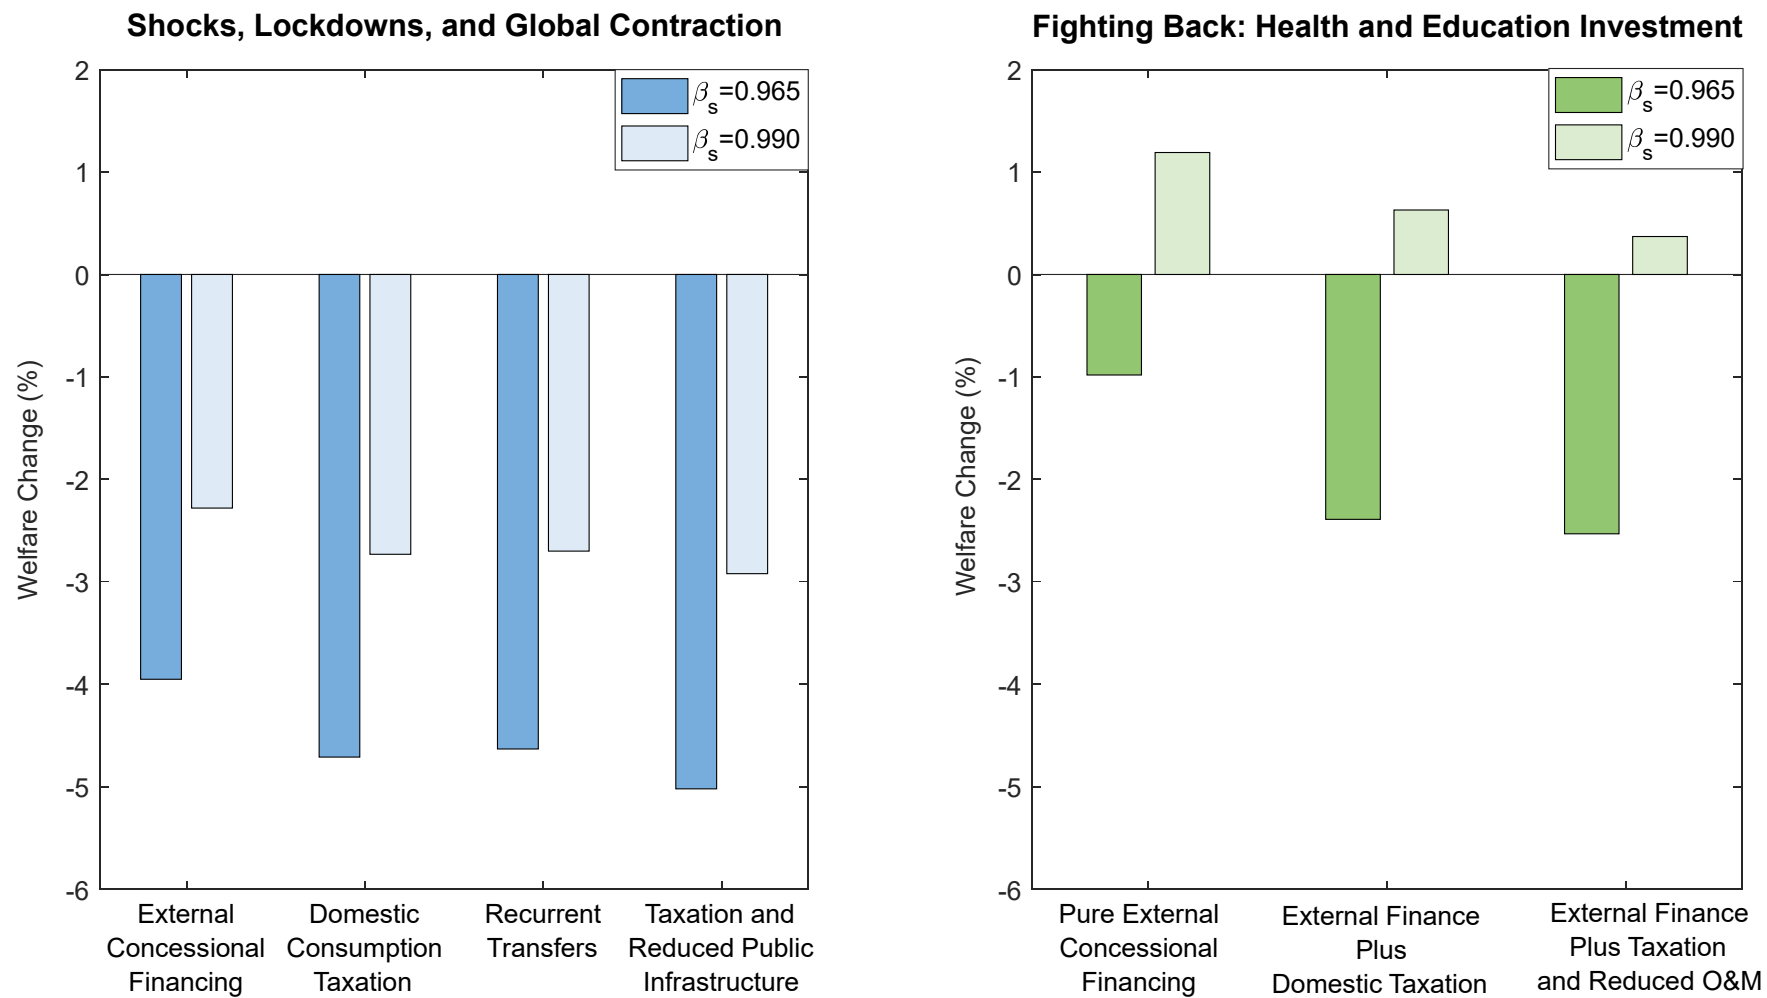 Shocks, Lockdowns, and Global Contraction
2
1
0
-1
-2
-3
-4
-5
-6
Welfare Change (%)
βs=0.965
βs=0.990
External
Concessional
Financing
Domestic
Consumption
Taxation
Recurrent
Transfers
Taxation and
Reduced Public
Infrastructure
Fighting Back: Health and Education Investment
2
1
0
-1
-2
-3
-4
-5
-6
Welfare Change (%)
βs=0.965
βs=0.990
Pure External
Concessional
Financing
External Finance
Plus
Domestic Taxation
External Finance
Plus Taxation
and Reduced O&M